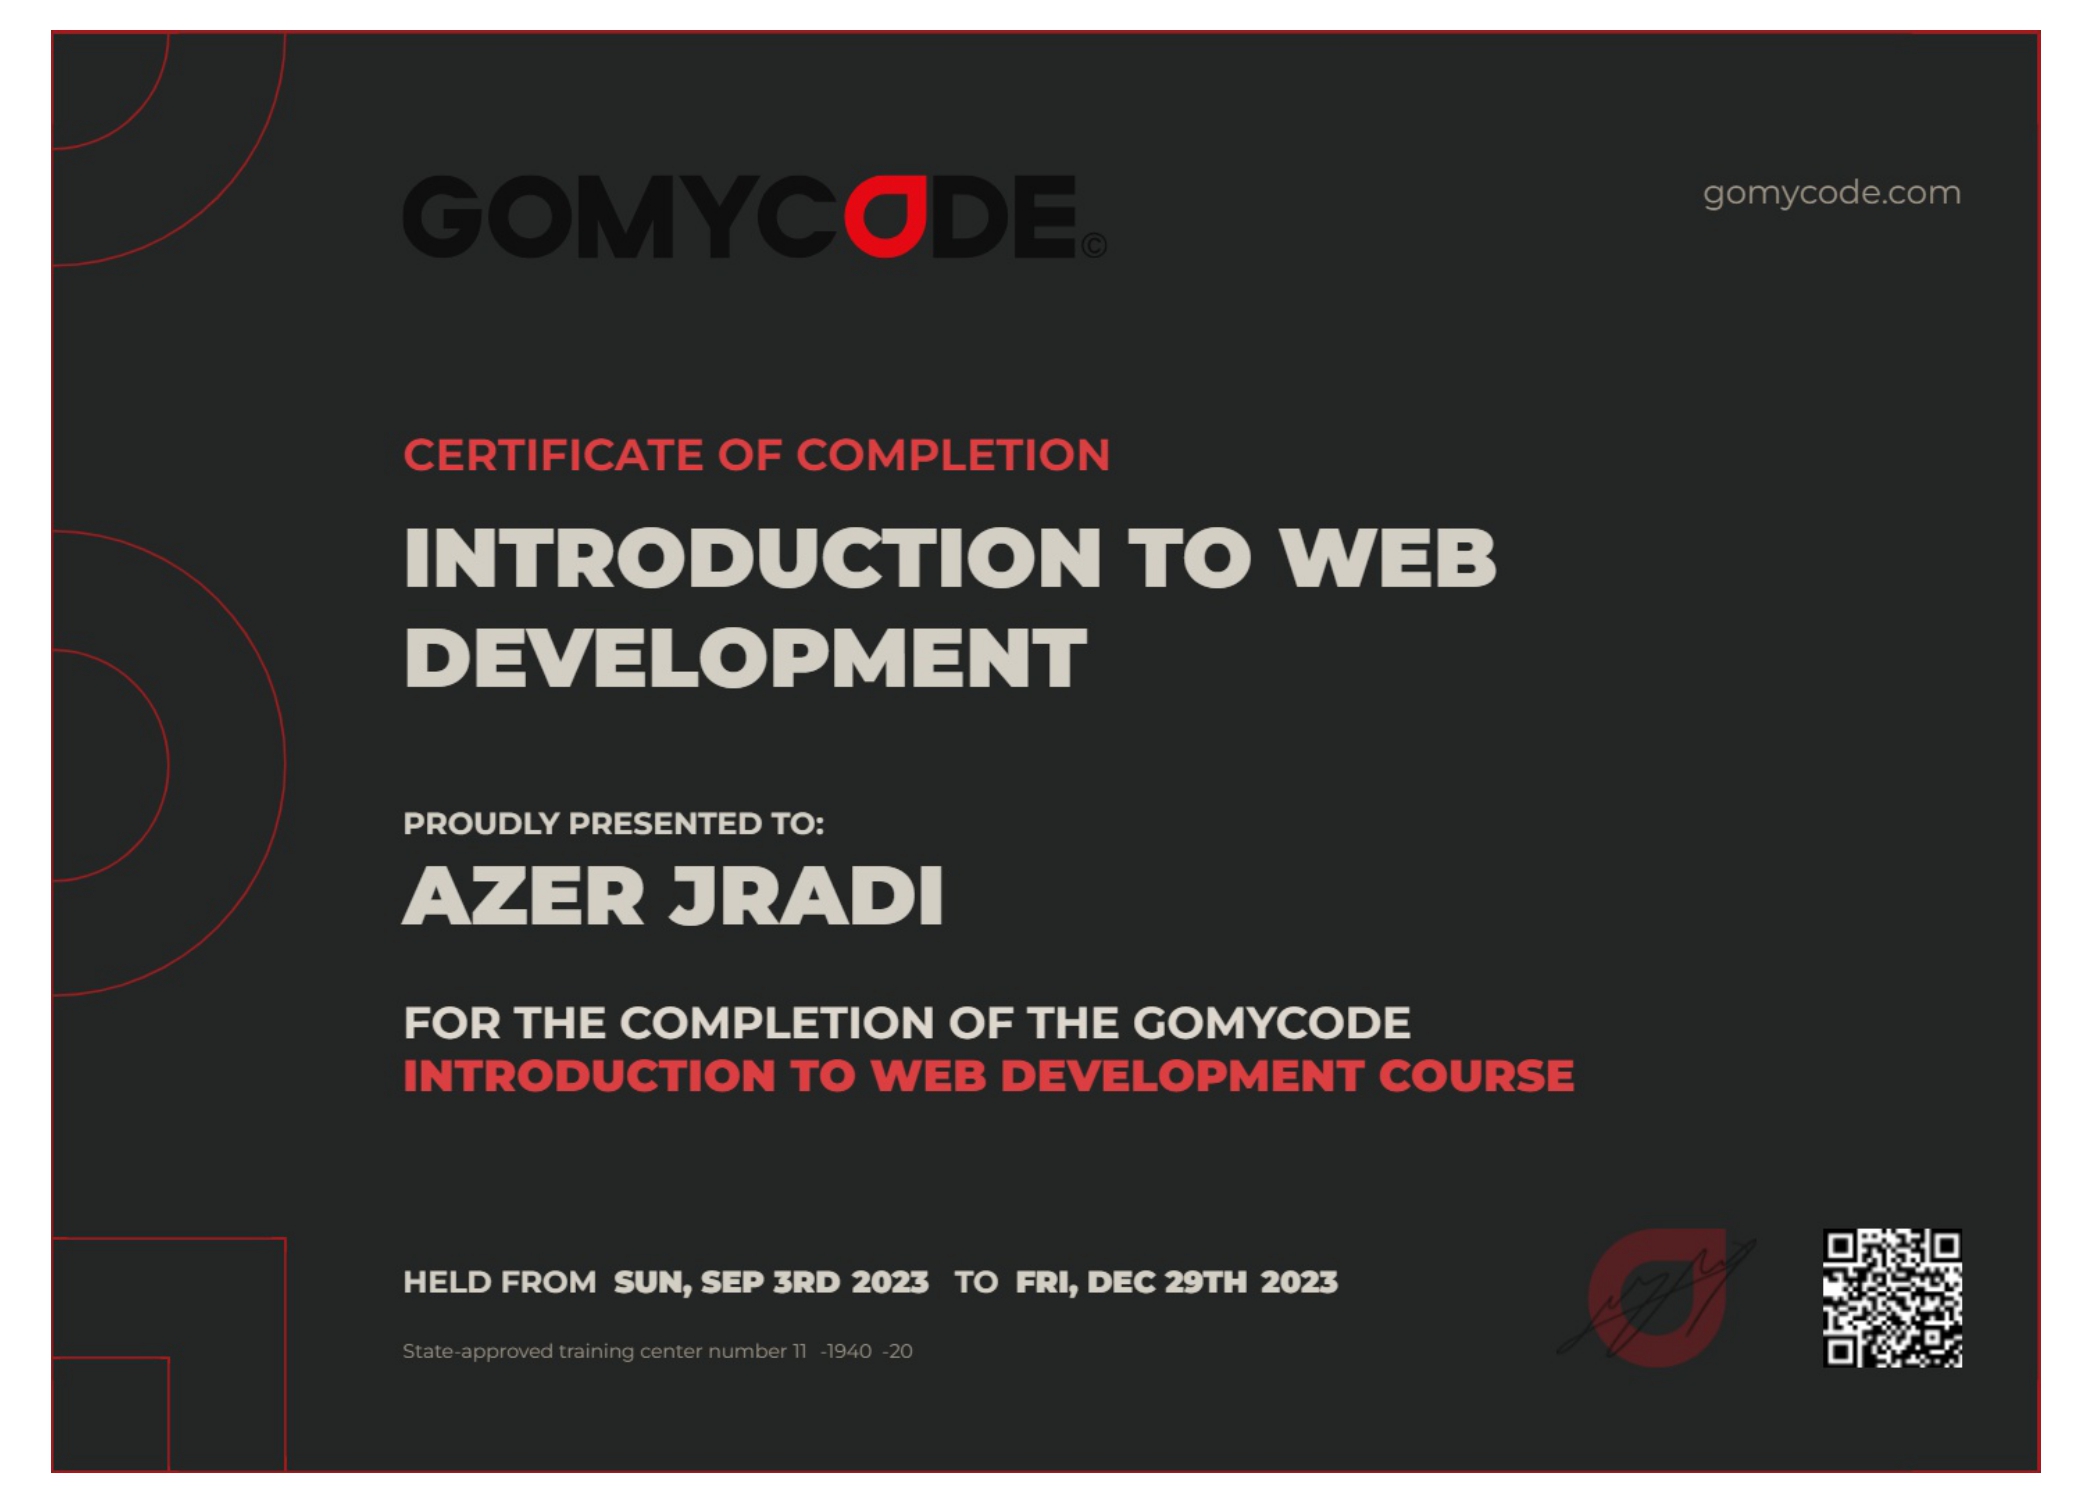 GOMYCODE©
gomycode.com
CERTIFICATE OF COMPLETION
INTRODUCTION TO WEB
DEVELOPMENT
PROUDLY PRESENTED TO:
AZER JRADI
FOR THE COMPLETION OF THE GOMYCODE
INTRODUCTION TO WEB DEVELOPMENT COURSE
HELD FROM SUN, SEP 3RD 2023 TO FRI, DEC 29TH 2023
State-approved training center number 11 -1940 -20